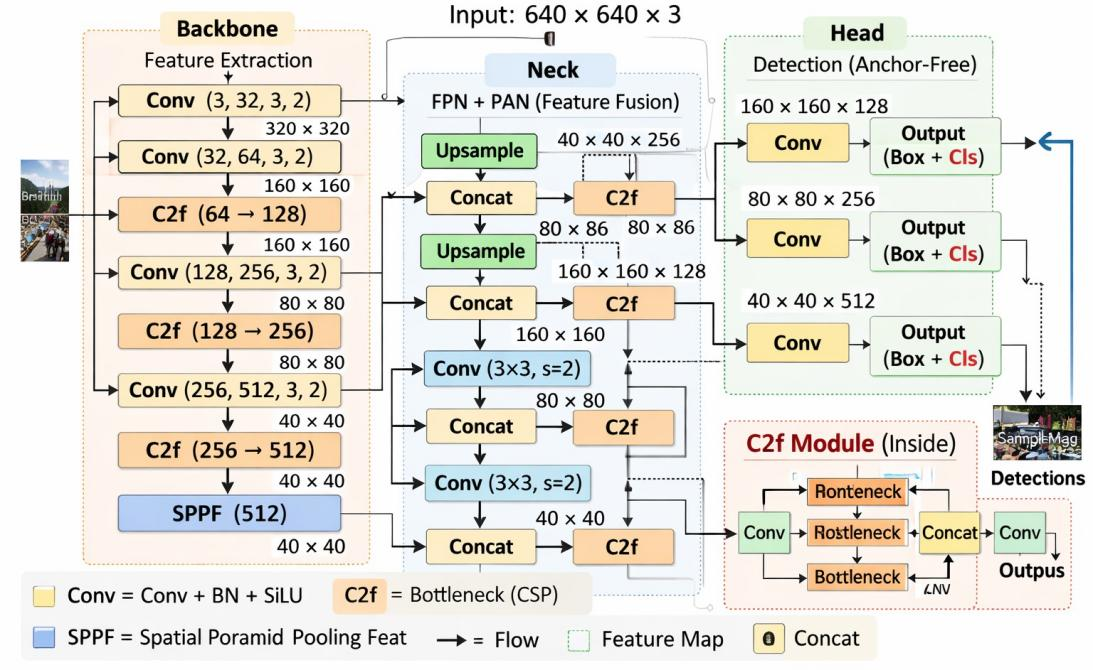 Input: 640 × 640 × 3
Backbone
Feature Extraction
Conv (3, 32, 3, 2)
320 × 320
Conv (32, 64, 3, 2)
160 × 160
C2f (64 → 128)
160 × 160
Conv (128, 256, 3, 2)
80 × 80
C2f (128 → 256)
80 × 80
Conv (256, 512, 3, 2)
40 × 40
C2f (256 → 512)
40 × 40
SPPF (512)
40 × 40
Neck
FPN + PAN (Feature Fusion)
Upsample
40 × 40 × 256
Concat
C2f
80 × 86
80 × 86
Upsample
160 × 160 × 128
Concat
C2f
160 × 160
Conv (3×3, s=2)
80 × 80
Concat
C2f
Conv (3×3, s=2)
40 × 40
Concat
C2f
Head
Detection (Anchor-Free)
160 × 160 × 128
Conv
Output
(Box + Cls)
80 × 80 × 256
Conv
Output
(Box + Cls)
40 × 40 × 512
Conv
Output
(Box + Cls)
Sannpl-Mag
Detections
C2f Module (Inside)
Ronteneck
Conv
Rostleneck
Concat
Conv
Bottleneck
Outpus
Conv = Conv + BN + SiLU
C2f = Bottleneck (CSP)
SPPF = Spatial Poramid Pooling Feat
= Flow
Feature Map
Concat